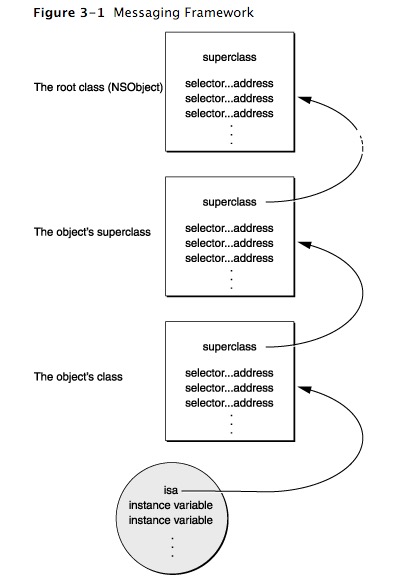 Figure 3-1 Messaging Framework
superclass
The root class (NSObject)
selector...address
selector...address
selector...address
.
.
.
superclass
The object's superclass
selector...address
selector...address
selector...address
.
.
.
superclass
The object's class
selector...address
selector...address
selector...address
.
.
.
isa
instance variable
instance variable
.
.
.